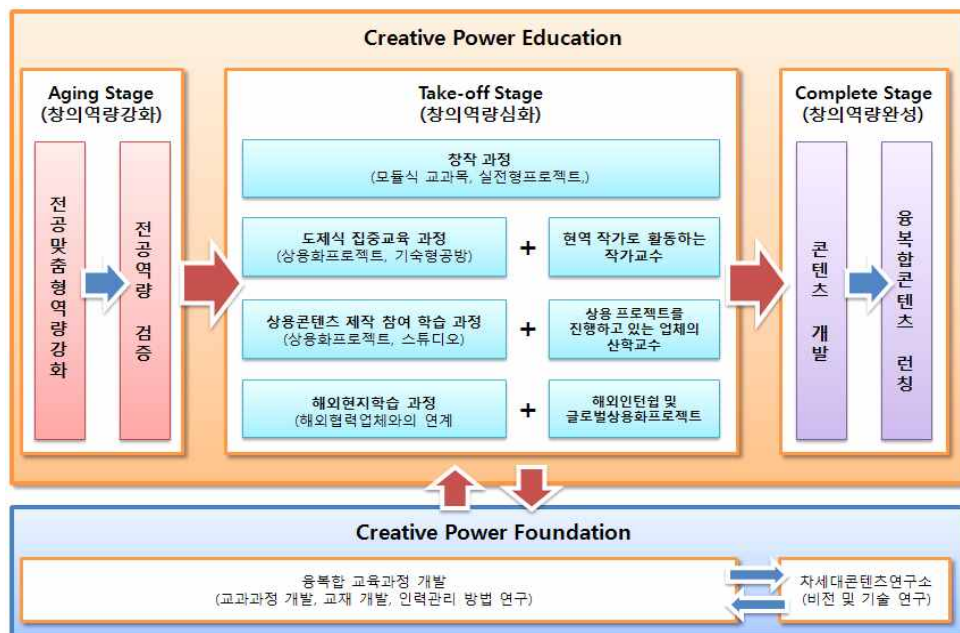 Creative Power Education
Aging Stage
(창의역량강화)
전공맞춤형역량강화
전공역량 검증
Take-off Stage
(창의역량심화)
창작 과정
(모듈식 교과목, 실전형프로젝트,)
도제식 집중교육 과정
(상용화프로젝트, 기숙형공방)
+
현역 작가로 활동하는
작가교수
상용콘텐츠 제작 참여 학습 과정
(상용화프로젝트, 스튜디오)
+
상용 프로젝트를
진행하고 있는 업체의
산학교수
해외현지학습 과정
(해외협력업체와의 연계
+
해외인턴쉽 및
글로벌상용화프로젝트
Complete Stage
(창의역량완성)
콘텐츠 개발
융복합콘텐츠 런칭
Creative Power Foundation
융복합 교육과정 개발
(교과과정 개발, 교재 개발, 인력관리 방법 연구)
차세대콘텐츠연구소
(비전 및 기술 연구)